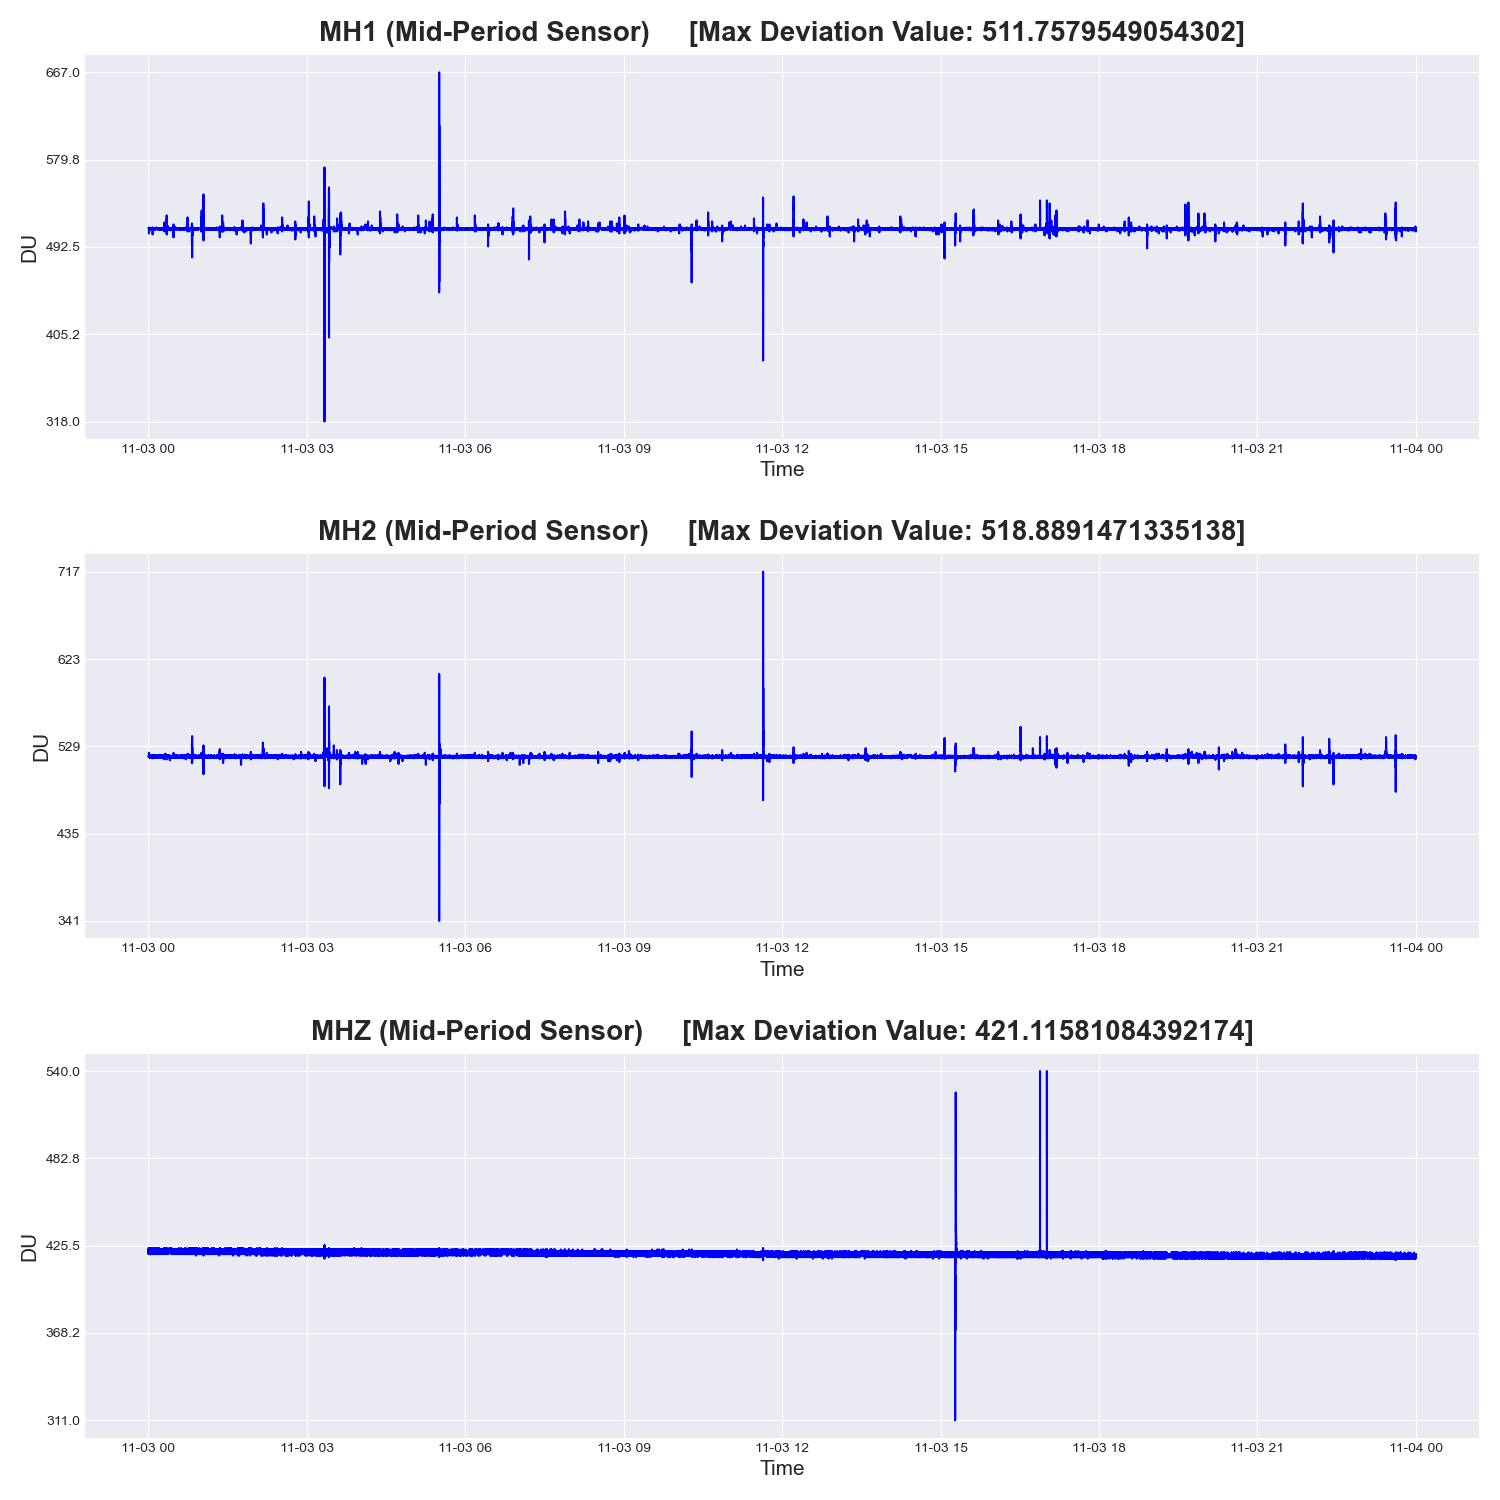 MH1 (Mid-Period Sensor) [Max Deviation Value: 511.7579549054302]
667.0
579.8
492.5
405.2
318.0
DU
11-03 00 11-03 03 11-03 06 11-03 09 11-03 12 11-03 15 11-03 18 11-03 21 11-04 00
Time
MH2 (Mid-Period Sensor) [Max Deviation Value: 518.8891471335138]
717
623
529
435
341
DU
11-03 00 11-03 03 11-03 06 11-03 09 11-03 12 11-03 15 11-03 18 11-03 21 11-04 00
Time
MHZ (Mid-Period Sensor) [Max Deviation Value: 421.11581084392174]
540.0
482.8
425.5
368.2
311.0
DU
11-03 00 11-03 03 11-03 06 11-03 09 11-03 12 11-03 15 11-03 18 11-03 21 11-04 00
Time